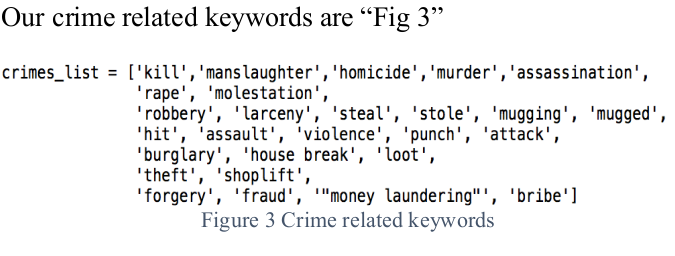 Our crime related keywords are “Fig 3”
crimes_list = ['kill','manslaughter','homicide','murder','assassination',
'rape', 'molestation',
'robbery', 'larceny', 'steal', 'stole', 'mugging', 'mugged',
'hit', 'assault', 'violence', 'punch', 'attack',
'burglary', 'house break', 'loot',
'theft', 'shoplift',
'forgery', 'fraud', '"money laundering"', 'bribe']
Figure 3 Crime related keywords